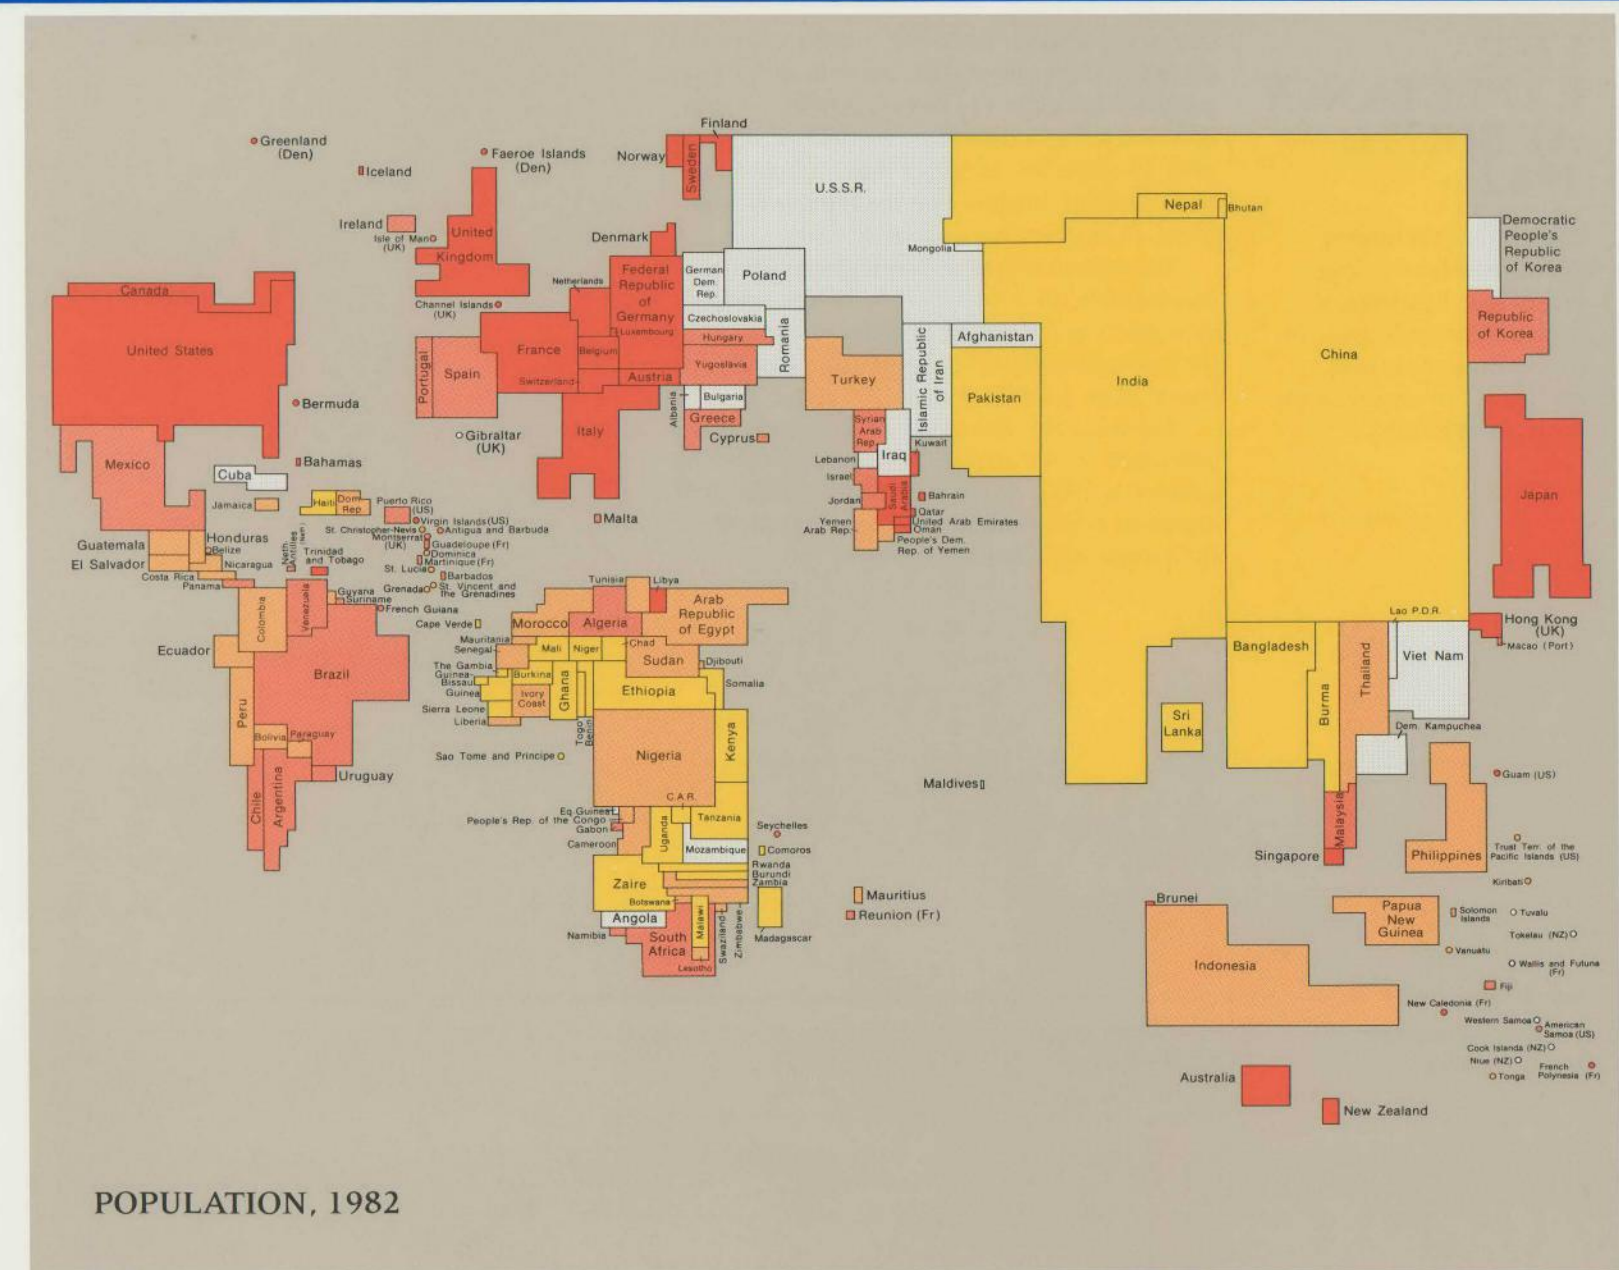 Greenland
(Den)
Iceland
Faeroe Islands
(Den)
Ireland
Isle of Man
(UK)
United
Kingdom
Channel Islands
(UK)
Finland
Norway
Sweden
Denmark
Netherlands
Federal
Republic
of
Germany
Luxembourg
German
Dem.
Rep.
Poland
Czechoslovakia
Hungary
Romania
Yugoslavia
France
Belgium
Switzerland
Austria
Albania
Bulgaria
Greece
Cyprus
Portugal
Spain
Gibraltar
(UK)
Italy
Malta
U.S.S.R.
Mongolia
Nepal
Bhutan
China
India
Afghanistan
Pakistan
Islamic Republic
of Iran
Turkey
Syrian
Arab
Rep.
Iraq
Kuwait
Lebanon
Israel
Jordan
Saudi
Arabia
Bahrain
Qatar
United Arab Emirates
Oman
Yemen
Arab Rep.
People's Dem.
Rep. of Yemen
Democratic
People's
Republic
of Korea
Republic
of Korea
Japan
Hong Kong
(UK)
Macao (Port)
Canada
United States
Bermuda
Mexico
Cuba
Bahamas
Jamaica
Haiti
Dom.
Rep.
Puerto Rico
(US)
Virgin Islands (US)
St. Christopher-Nevis
Antigua and Barbuda
Montserrat
(UK)
Guadeloupe (Fr)
Dominica
Martinique (Fr)
St. Lucia
Barbados
Grenada
St. Vincent and
The Grenadines
Guatemala
El Salvador
Honduras
Belize
Nicaragua
Costa Rica
Panama
Neth.
Antilles
(Neth.)
Trinidad
and Tobago
Colombia
Venezuela
Guyana
Suriname
French Guiana
Ecuador
Brazil
Peru
Bolivia
Paraguay
Chile
Argentina
Uruguay
Tunisia
Libya
Morocco
Algeria
Arab
Republic
of Egypt
Cape Verde
Mauritania
Senegal
The Gambia
Guinea-
Bissau
Guinea
Sierra Leone
Liberia
Mali
Niger
Chad
Burkina
Ivory
Coast
Ghana
Togo
Benin
Sudan
Djibouti
Ethiopia
Somalia
Nigeria
Kenya
Sao Tome and Principe
C.A.R.
Eq.Guinea
People's Rep. of the Congo
Gabon
Cameroon
Uganda
Tanzania
Mozambique
Seychelles
Comoros
Rwanda
Burundi
Zambia
Zaire
Botswana
Angola
Namibia
South
Africa
Malawi
Lesotho
Swaziland
Zimbabwe
Madagascar
Mauritius
Reunion (Fr)
Maldives
Sri
Lanka
Bangladesh
Burma
Thailand
Lao P.D.R.
Viet Nam
Dem. Kampuchea
Malaysia
Singapore
Philippines
Guam (US)
Trust Terr. of the
Pacific Islands (US)
Kiribati
Brunei
Indonesia
Papua
New
Guinea
Solomon
Islands
Tuvalu
Tokelau (NZ)
Vanuatu
Wallis and Futuna
(Fr)
Fiji
New Caledonia (Fr)
Western Samoa
American
Samoa (US)
Cook Islands (NZ)
Niue (NZ)
French
Polynesia (Fr)
Tonga
Australia
New Zealand
POPULATION, 1982